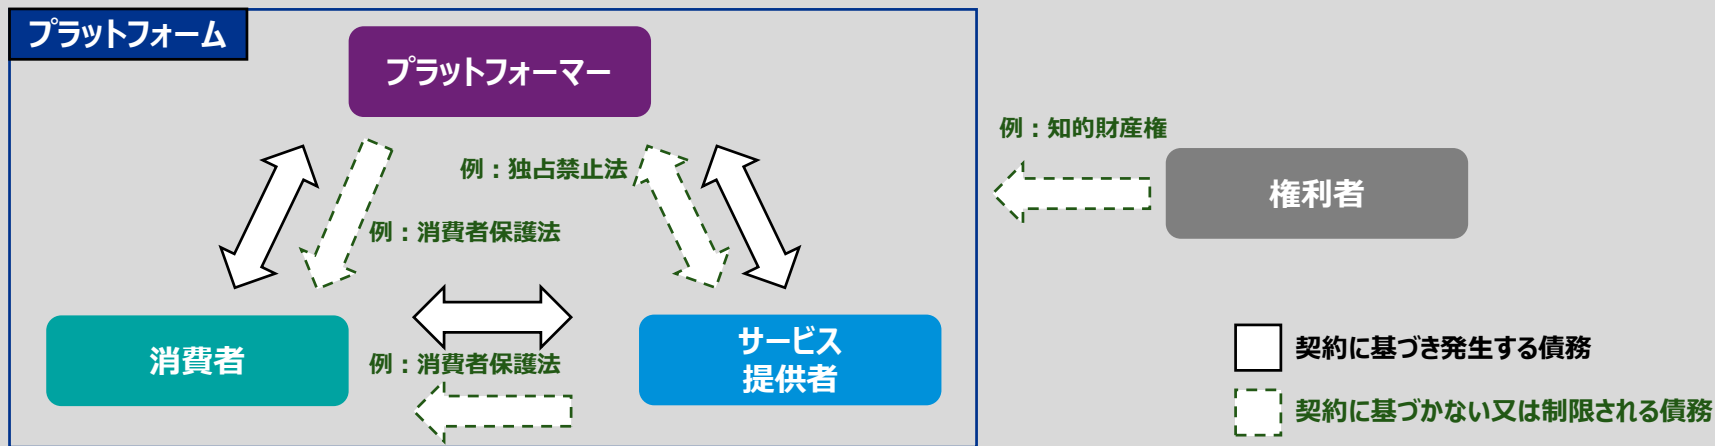 プラットフォーム
プラットフォーマー
例：知的財産権
例：独占禁止法
権利者
例：消費者保護法
消費者
サービス
提供者
例：消費者保護法
契約に基づき発生する債務
契約に基づかない又は制限される債務